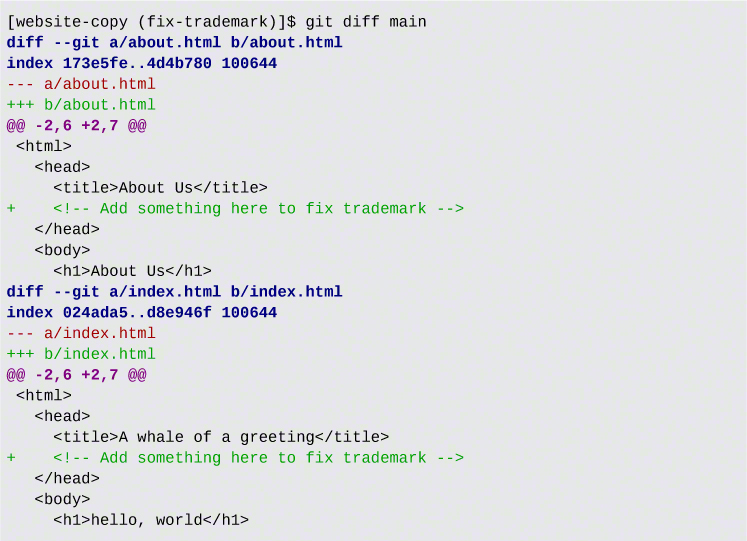 [website-copy (fix-trademark)]$ git diff main
diff --git a/about.html b/about.html
index 173e5fe..4d4b780 100644
--- a/about.html
+++ b/about.html
@@ -2,6 +2,7 @@
 <html>
   <head>
     <title>About Us</title>
+    <!-- Add something here to fix trademark -->
   </head>
   <body>
     <h1>About Us</h1>
diff --git a/index.html b/index.html
index 024ada5..d8e946f 100644
--- a/index.html
+++ b/index.html
@@ -2,6 +2,7 @@
 <html>
   <head>
     <title>A whale of a greeting</title>
+    <!-- Add something here to fix trademark -->
   </head>
   <body>
     <h1>hello, world</h1>